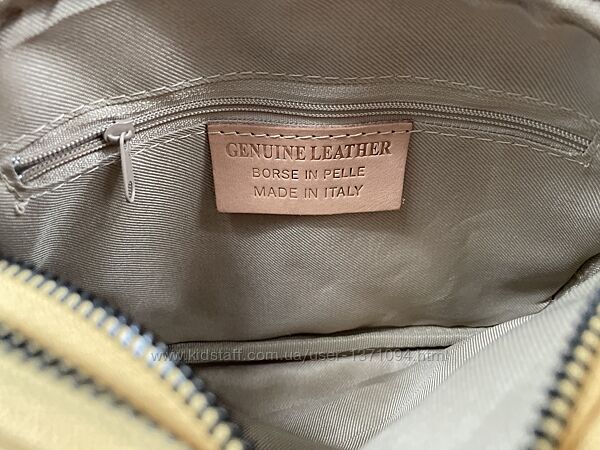 GENUINE LEATHER
BORSE IN PELLE
MADE IN ITALY
www.kidstaff.com.ua/user-1371094.html